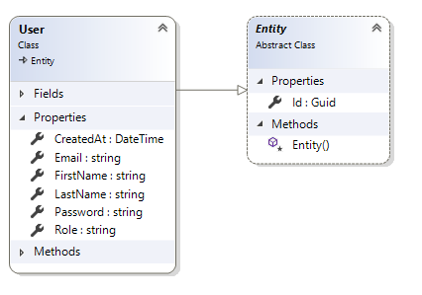 User
Class
Entity
Fields
Properties
CreatedAt : DateTime
Email : string
FirstName : string
LastName : string
Password : string
Role : string
Methods
Entity
Abstract Class
Properties
Id : Guid
Methods
Entity()